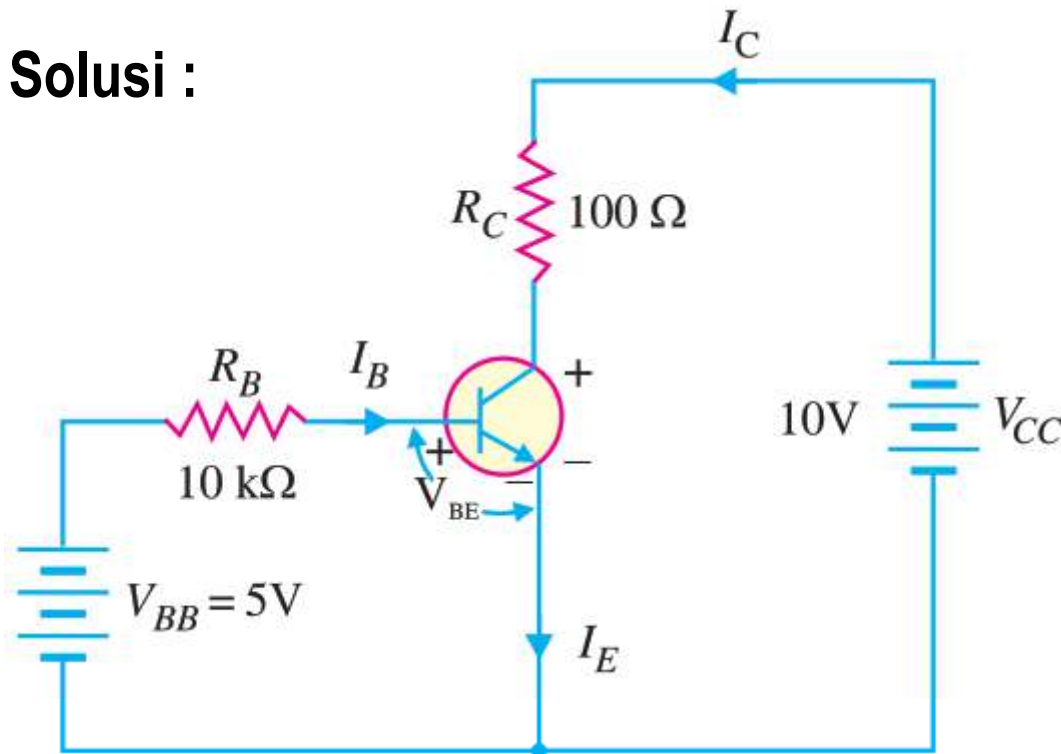 I_C
Solusi :
R_C 100 Ω
R_B I_B +
10V V_CC
+ −
10 kΩ −
V_BE
V_BB = 5V
I_E